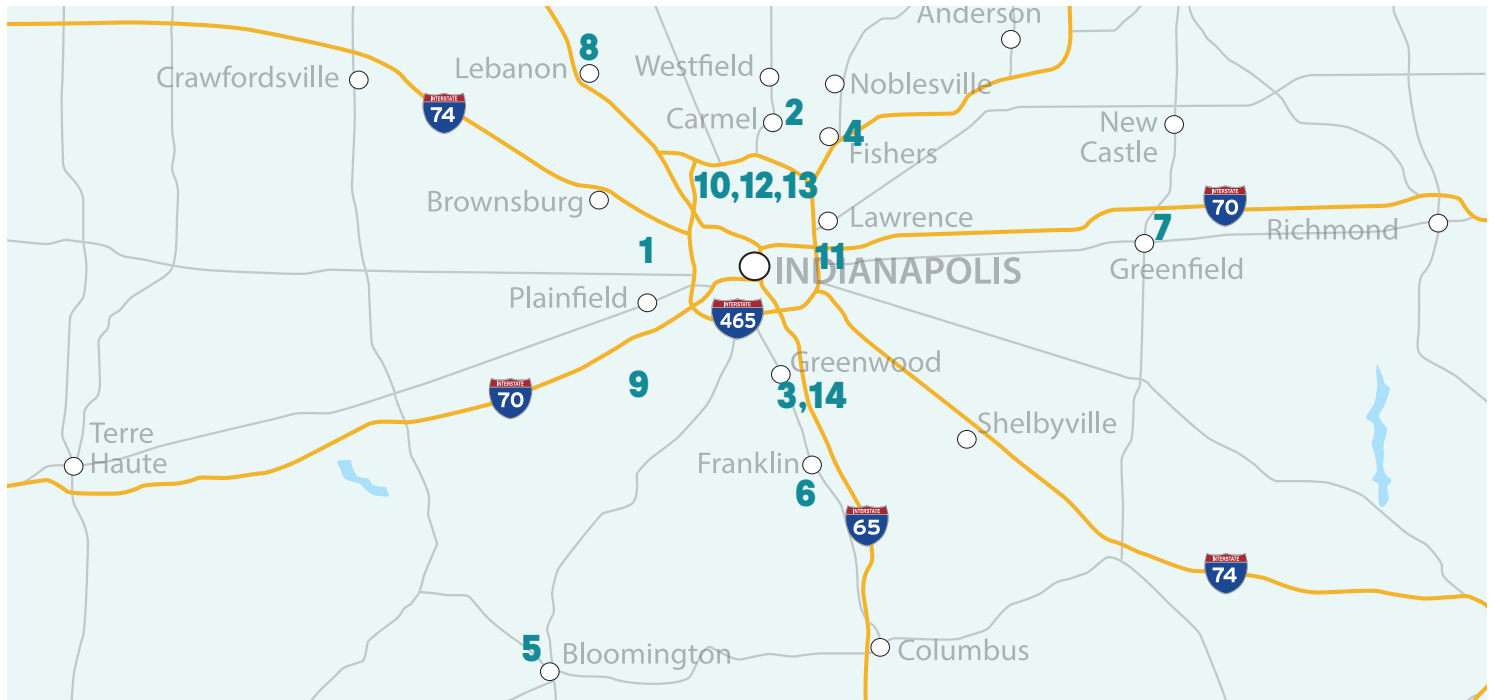 Anderson
8
Westfield
Lebanon
Crawfordsville
Noblesville
INTERSTATE
74
2
Carmel
4
Fishers
New
Castle
10,12,13
INTERSTATE
70
Brownsburg
Lawrence
7
Richmond
1
11
INDIANAPOLIS
Greenfield
Plainfield
INTERSTATE
465
Greenwood
9
INTERSTATE
70
3,14
Shelbyville
Terre
Haute
Franklin
6
INTERSTATE
65
INTERSTATE
74
5
Bloomington
Columbus